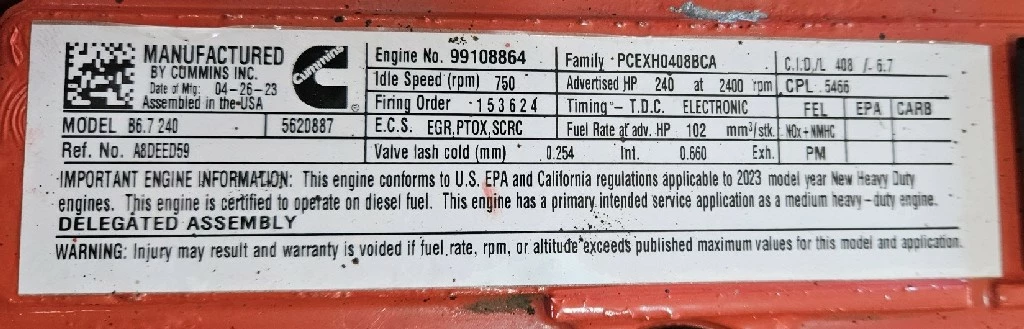 MANUFACTURED
BY CUMMINS INC.
Date of Mfg: 04-26-23
Assembled in the USA
Cummins
MODEL B6.7 240 5620887
Ref. No. A8DEED59
Engine No. 99108864
Idle Speed (rpm) 750
Firing Order -153624
E.C.S. EGR,PTOX,SCRC
Valve lash cold (mm) 0.254 Int. 0.660 Exh.
Family PCEXH0408BCA
Advertised HP 240 at 2400 rpm
Timing - T.D.C. ELECTRONIC
Fuel Rate at adv. HP 102 mm³/stk.
C.I.D./L 408 / 6.7
CPL 5466
FEL EPA CARB
NOx+NMHC
PM
IMPORTANT ENGINE INFORMATION: This engine conforms to U.S. EPA and California regulations applicable to 2023 model year New Heavy Duty
engines. This engine is certified to operate on diesel fuel. This engine has a primary intended service application as a medium heavy-duty engine.
DELEGATED ASSEMBLY
WARNING: Injury may result and warranty is voided if fuel rate, rpm, or altitude exceeds published maximum values for this model and application.